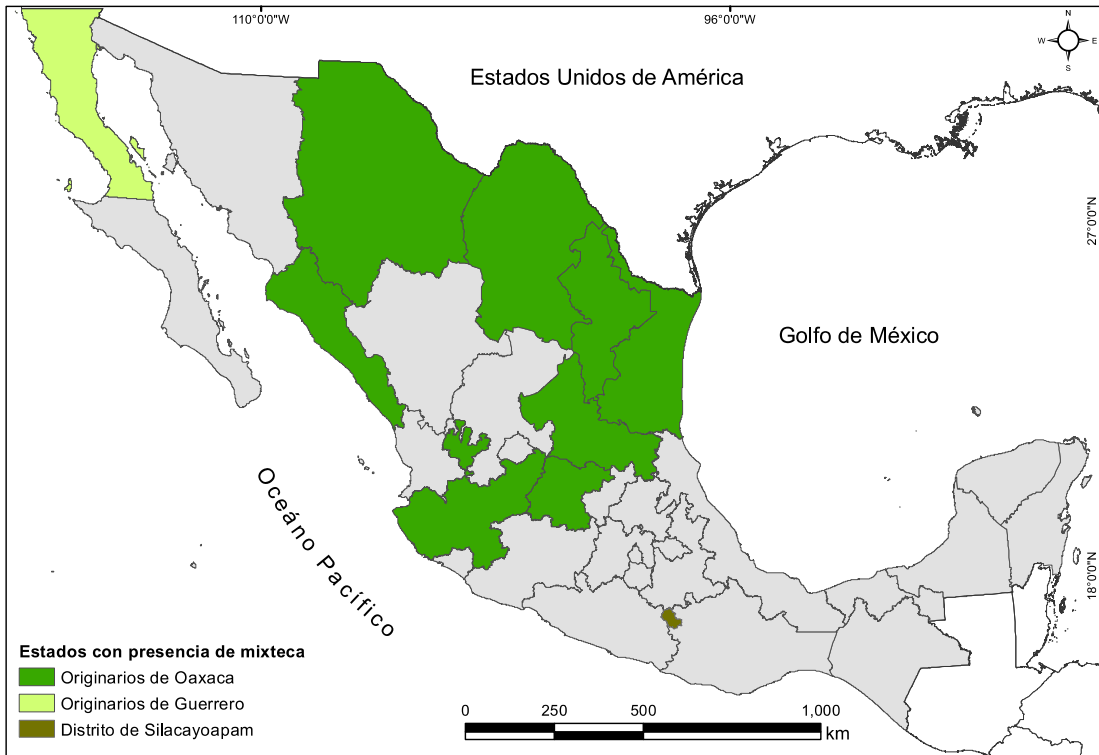 110°0'0"W
96°0'0"W
N
W
E
S
Estados Unidos de América
27°0'0"N
Golfo de México
Oceáno Pacífico
18°0'0"N
Estados con presencia de mixteca
Originarios de Oaxaca
Originarios de Guerrero
Distrito de Silacayoapam
0 250 500 1,000
km